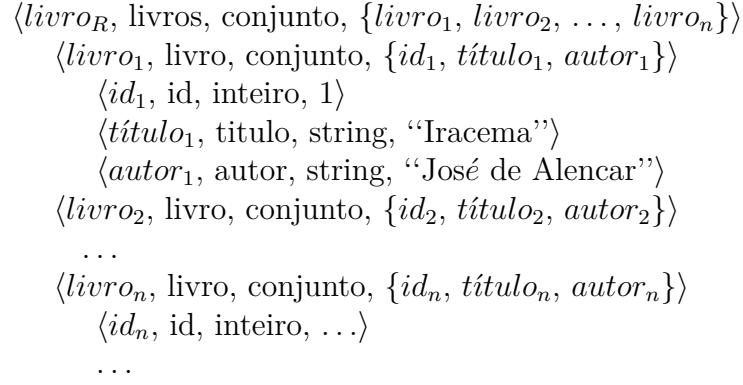 ⟨livro_R, livros, conjunto, {livro_1, livro_2, …, livro_n}⟩
⟨livro_1, livro, conjunto, {id_1, título_1, autor_1}⟩
⟨id_1, id, inteiro, 1⟩
⟨título_1, titulo, string, ‘‘Iracema’’⟩
⟨autor_1, autor, string, ‘‘José de Alencar’’⟩
⟨livro_2, livro, conjunto, {id_2, título_2, autor_2}⟩
…
⟨livro_n, livro, conjunto, {id_n, título_n, autor_n}⟩
⟨id_n, id, inteiro, …⟩
…